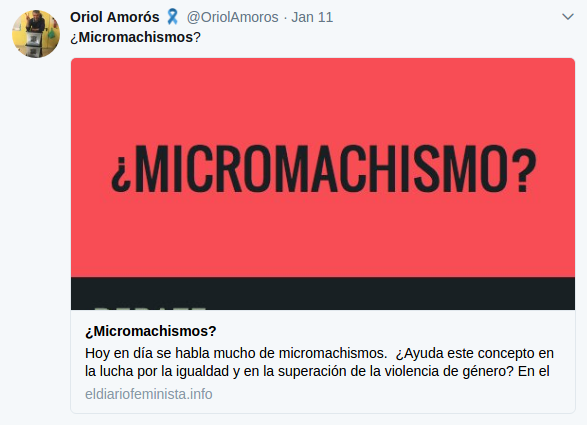 Oriol Amorós @OriolAmoros · Jan 11
¿Micromachismos?
¿MICROMACHISMO?
¿Micromachismos?
Hoy en día se habla mucho de micromachismos.  ¿Ayuda este concepto en
la lucha por la igualdad y en la superación de la violencia de género? En el
eldiariofeminista.info